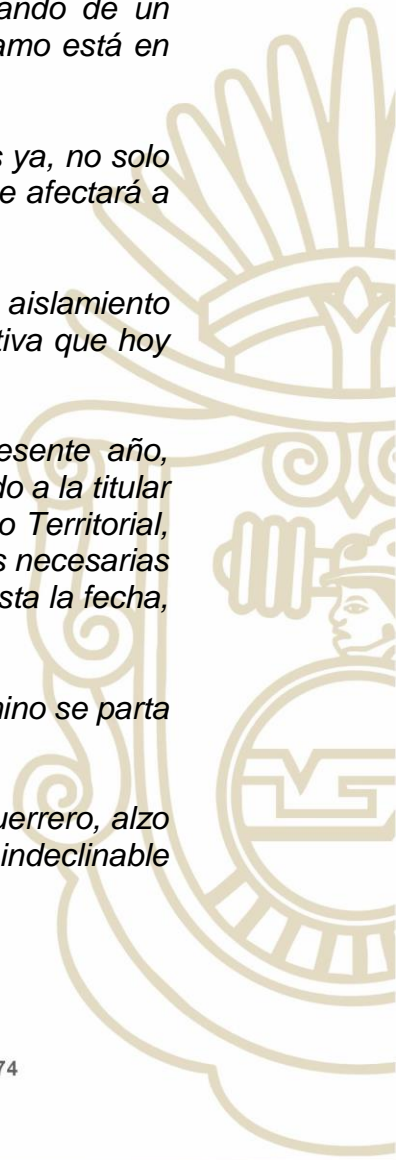 ando de un
amo está en
s ya, no solo
e afectará a
aislamiento
tiva que hoy
esente año,
do a la titular
o Territorial,
s necesarias
sta la fecha,
nino se parta
uerrero, alzo
indeclinable
74